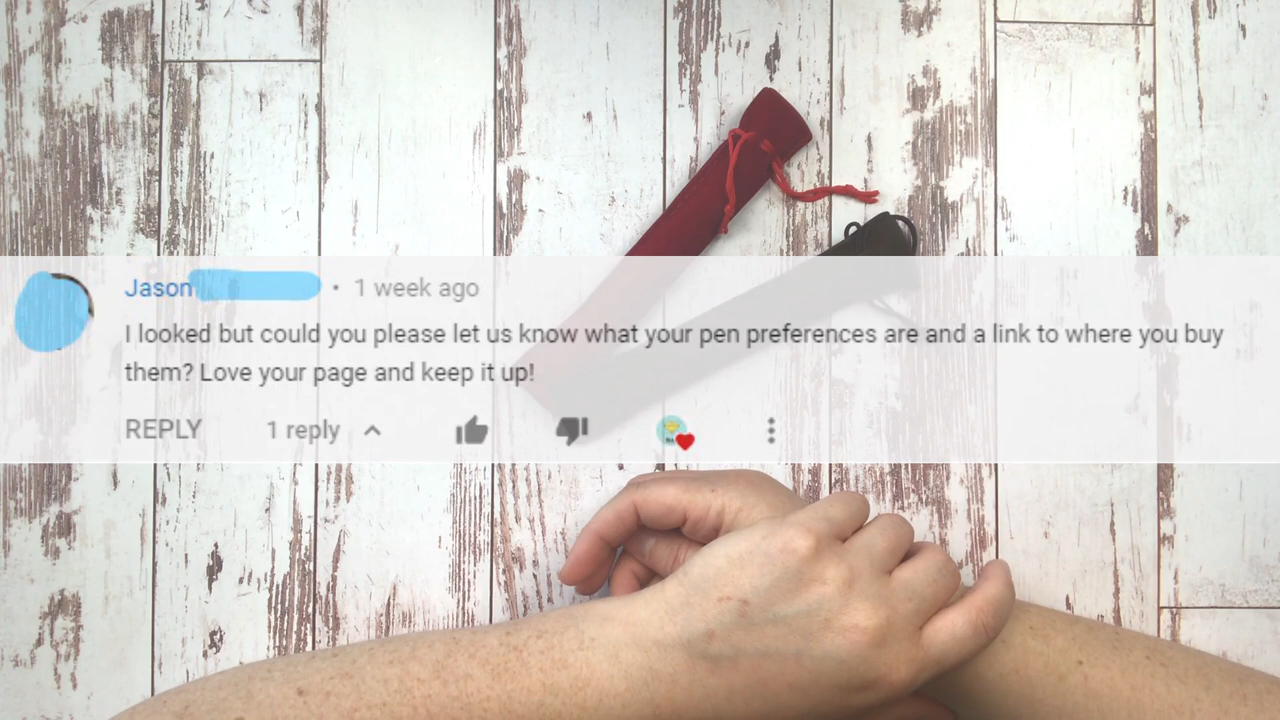 Jason • 1 week ago
I looked but could you please let us know what your pen preferences are and a link to where you buy
them? Love your page and keep it up!
REPLY 1 reply